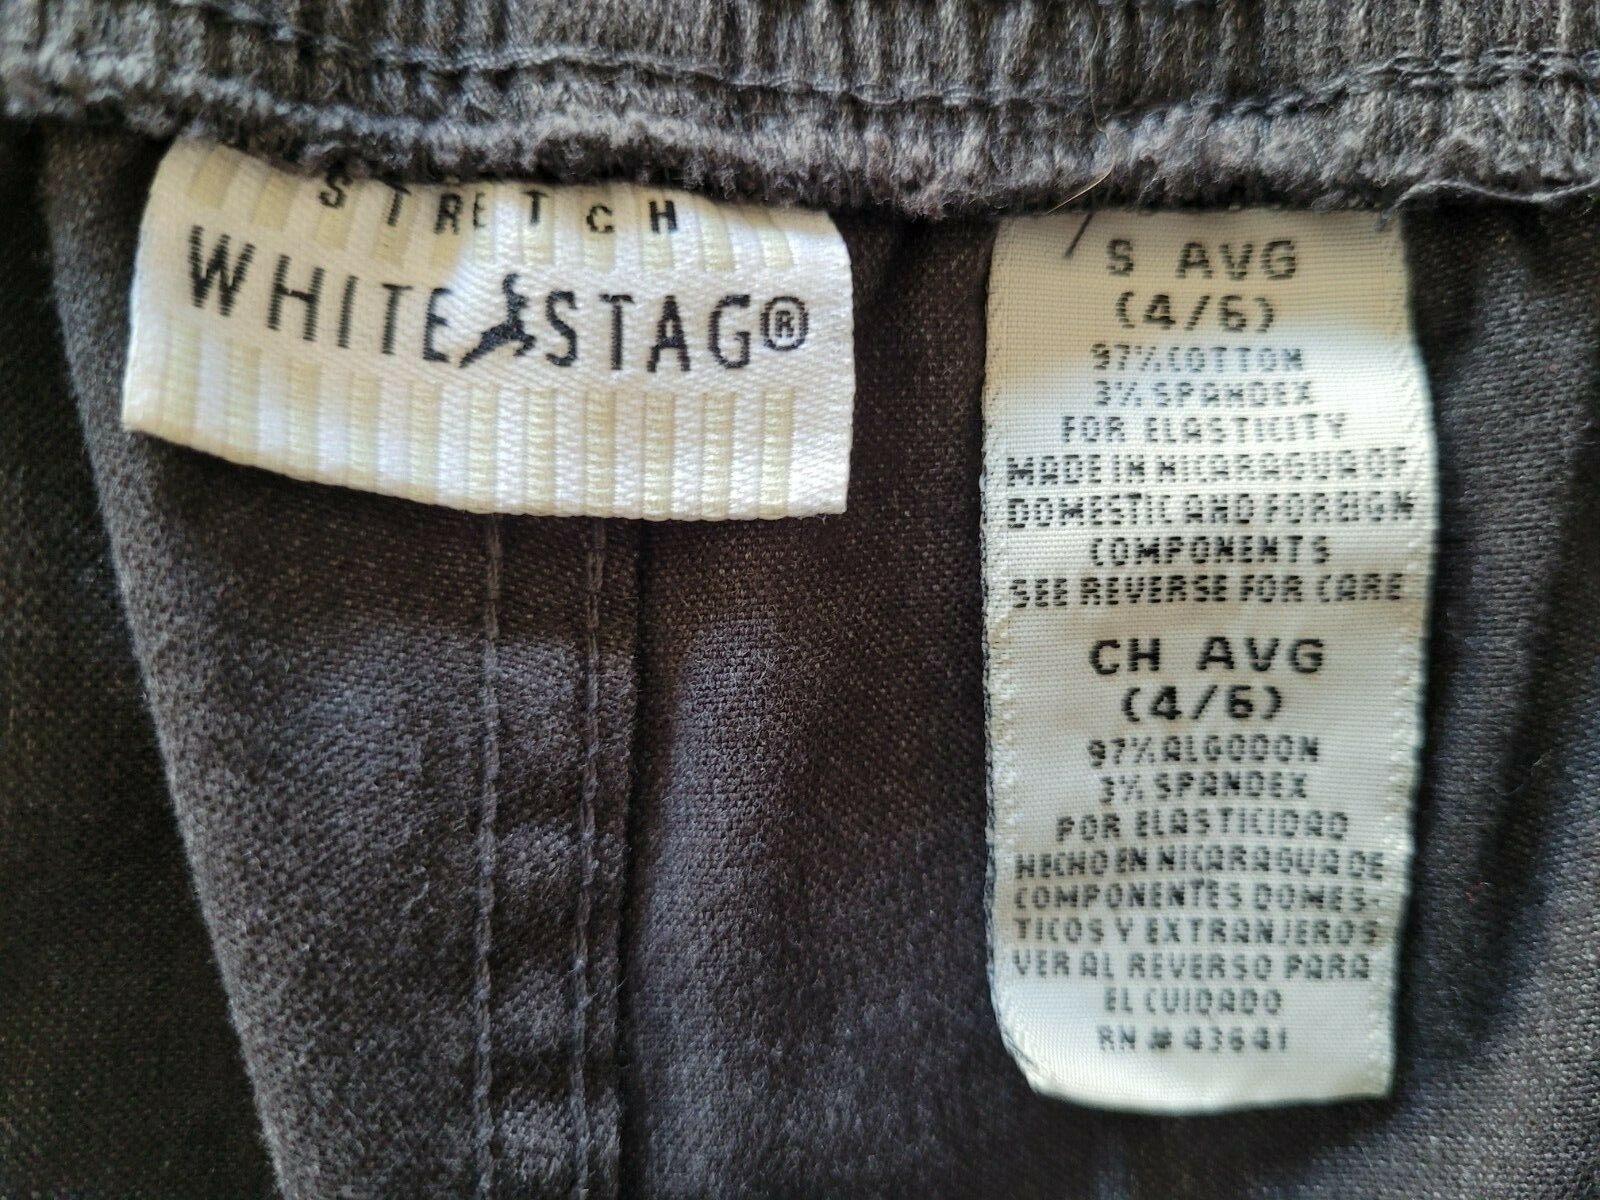 STRETCH
WHITE STAG®
S AVG
(4/6)
97% COTTON
3% SPANDEX
FOR ELASTICITY
MADE IN NICARAGUA OF
DOMESTIC AND FOREIGN
COMPONENTS
SEE REVERSE FOR CARE
CH AVG
(4/6)
97% ALGODON
3% SPANDEX
POR ELASTICIDAD
HECHO EN NICARAGUA DE
COMPONENTES DOMES-
TICOS Y EXTRANJEROS
VER AL REVERSO PARA
EL CUIDADO
RN # 43641